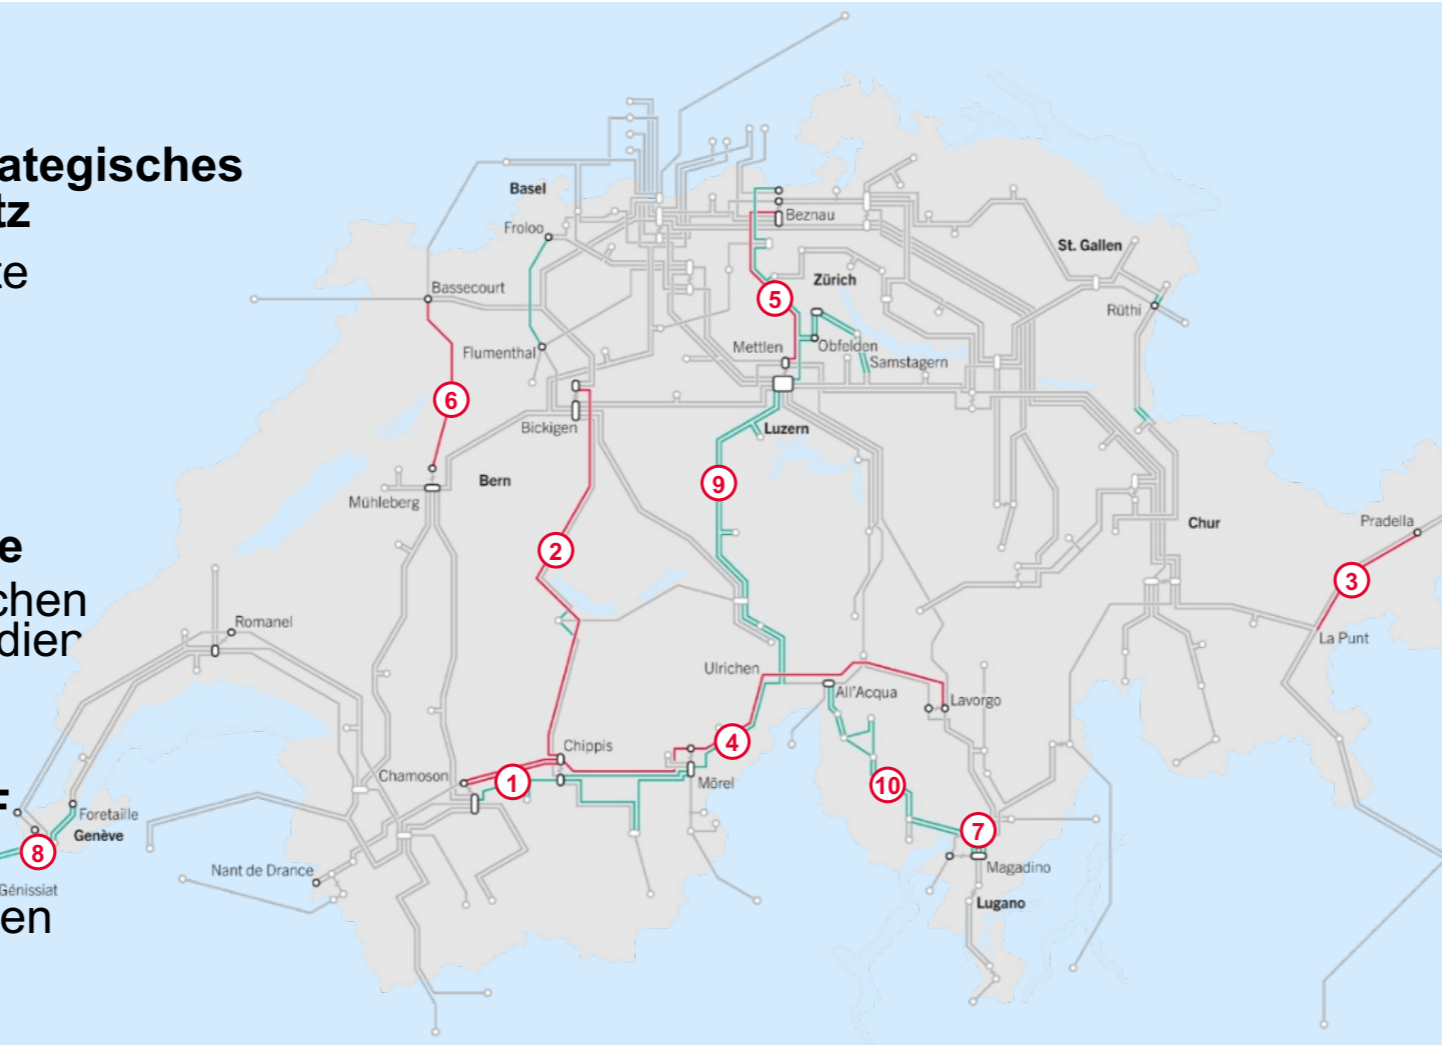 ategisches
tz
te
e
chen
dier
F
en
Basel
Froloo
Beznau
St. Gallen
Zürich
Bassecourt
5
Rüthi
Flumenthal
Mettlen
Obfelden
Samstagern
6
Bickigen
Luzern
Bern
9
Mühleberg
Pradella
Chur
2
3
Romanel
La Punt
Ulrichen
All'Acqua
Lavorgo
Chippis
4
Chamoson
1
Mörel
10
Foretaille
Genève
7
8
Nant de Drance
Magadino
Génissiat
Lugano